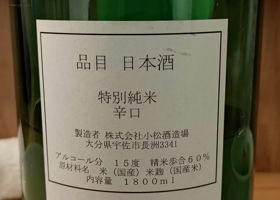 品目 日本酒
特別純米
辛口
製造者 株式会社小松酒造場
大分県宇佐市長洲3341
アルコール分 15度 精米歩合60%
原材料名 米(国産)米麹(国産米)
内容量 1800ml